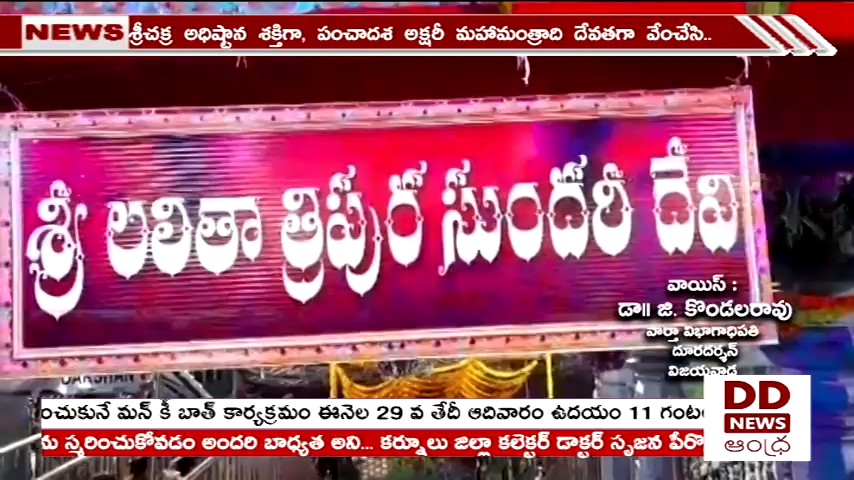 NEWS
శ్రీచక్ర అధిష్టాన శక్తిగా, పంచాదశ అక్షరీ మహామంత్రాది దేవతగా వేంచేసి..
శ్రీ లలితా త్రిపుర సుందరీ దేవి
వాయిస్ :
డా॥ జి. కొండలరావు
వార్తా విభాగాధిపతి
దూరదర్శన్
విజయవాడ
DARSHAN
ంచుకునే మన్ కీ బాత్ కార్యక్రమం ఈనెల 29 వ తేదీ ఆదివారం ఉదయం 11 గంట
ను స్మరించుకోవడం అందరి బాధ్యత అని... కర్నూలు జిల్లా కలెక్టర్ డాక్టర్ సృజన పేర్కొ
DD
NEWS
ఆంధ్ర